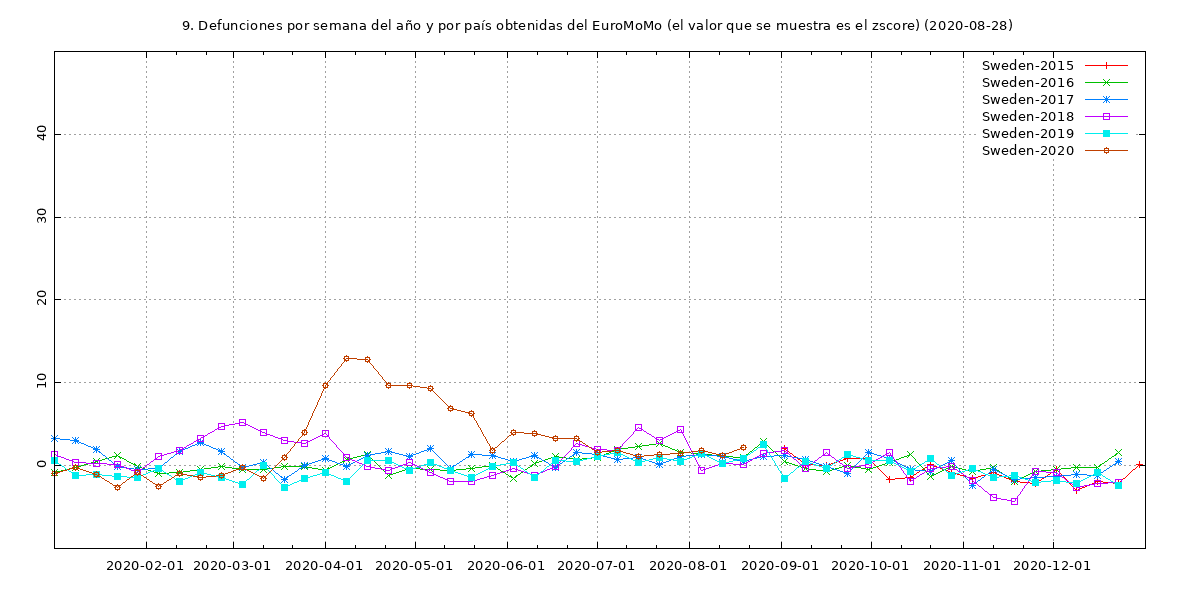 9. Defunciones por semana del año y por país obtenidas del EuroMoMo (el valor que se muestra es el zscore) (2020-08-28)
Sweden-2015
Sweden-2016
Sweden-2017
Sweden-2018
Sweden-2019
Sweden-2020
40
30
20
10
0
2020-02-01 2020-03-01 2020-04-01 2020-05-01 2020-06-01 2020-07-01 2020-08-01 2020-09-01 2020-10-01 2020-11-01 2020-12-01